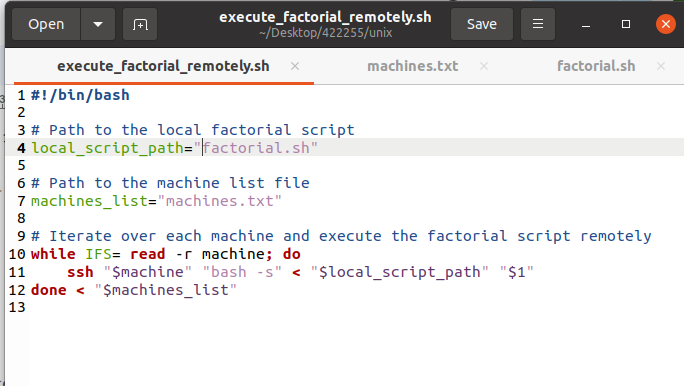 Open
execute_factorial_remotely.sh
~/Desktop/422255/unix
Save
execute_factorial_remotely.sh × machines.txt × factorial.sh ×
1 #!/bin/bash
2
3 # Path to the local factorial script
4 local_script_path="factorial.sh"
5
6 # Path to the machine list file
7 machines_list="machines.txt"
8
9 # Iterate over each machine and execute the factorial script remotely
10 while IFS= read -r machine; do
11     ssh "$machine" "bash -s" < "$local_script_path" "$1"
12 done < "$machines_list"
13